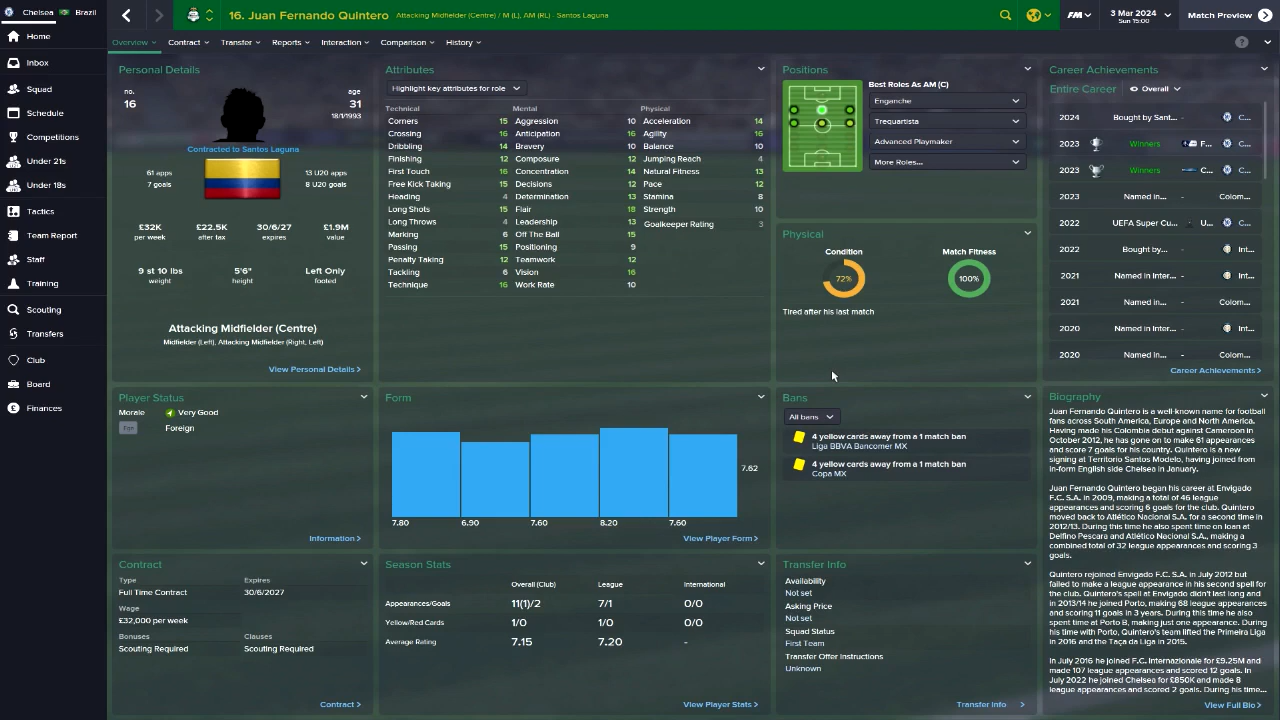 Chelsea Brazil
16. Juan Fernando Quintero Attacking Midfielder (Centre) / M (L), AM (RL) - Santos Laguna
FM 3 Mar 2024 Sun 15:00 Match Preview
Home
Inbox
Squad
Schedule
Competitions
Under 21s
Under 18s
Tactics
Team Report
Staff
Training
Scouting
Transfers
Club
Board
Finances
Overview Contract Transfer Reports Interaction Comparison History
Personal Details
no. 16
age 31
18/1/1993
Contracted to Santos Laguna
61 apps
7 goals
13 U20 apps
8 U20 goals
£32K per week
£22.5K after tax
30/6/27 expires
£1.9M value
9 st 10 lbs weight
5'6" height
Left Only footed
Attacking Midfielder (Centre)
Midfielder (Left), Attacking Midfielder (Right, Left)
View Personal Details >
Attributes
Highlight key attributes for role
Technical Mental Physical
Corners 15 Aggression 10 Acceleration 14
Crossing 16 Anticipation 16 Agility 16
Dribbling 14 Bravery 10 Balance 10
Finishing 12 Composure 12 Jumping Reach 4
First Touch 16 Concentration 14 Natural Fitness 13
Free Kick Taking 15 Decisions 12 Pace 12
Heading 4 Determination 13 Stamina 8
Long Shots 15 Flair 18 Strength 10
Long Throws 4 Leadership 13 Goalkeeper Rating 3
Marking 6 Off The Ball 15
Passing 15 Positioning 9
Penalty Taking 12 Teamwork 12
Tackling 6 Vision 16
Technique 16 Work Rate 10
Positions
Best Roles As AM (C)
Enganche
Trequartista
Advanced Playmaker
More Roles...
Physical
Condition Match Fitness
72% 100%
Tired after his last match
Career Achievements
Entire Career Overall
2024 Bought by Sant... - C...
2023 Winners F... C...
2023 Winners C... C...
2023 Named in... - C...
2022 UEFA Super Cu... U... C...
2022 Bought by... - Int...
2021 Named in Inter... - Int...
2021 Named in... - Colom...
2020 Named in Inter... - Int...
2020 Named in... - Colom...
Career Achievements >
Player Status
Morale Very Good
For Foreign
Information >
Form
7.62
7.80 6.90 7.60 8.20 7.60
View Player Form >
Bans
All bans
4 yellow cards away from a 1 match ban
Liga BBVA Bancomer MX
4 yellow cards away from a 1 match ban
Copa MX
Biography
Juan Fernando Quintero is a well-known name for football
fans across South America, Europe and North America.
Having made his Colombia debut against Cameroon in
October 2012, he has gone on to make 61 appearances
and score 7 goals for his country. Quintero is a new
signing at Territorio Santos Modelo, having joined from
in-form English side Chelsea in January.
Juan Fernando Quintero began his career at Envigado
F.C. S.A. in 2009, making a total of 46 league
appearances and scoring 6 goals for the club. Quintero
moved back to Atlético Nacional S.A. for a second time in
2012/13. During this time he also spent time on loan at
Delfino Pescara and Atlético Nacional S.A., making a
combined total of 32 league appearances and scoring 3
goals.
Quintero rejoined Envigado F.C. S.A. in July 2012 but
failed to make a league appearance in his second spell for
the club. Quintero's spell at Envigado didn't last long and
in 2013/14 he joined Porto, making 68 league appearances
and scoring 11 goals in 3 years. During this time he also
spent time at Porto B, making just one appearance. During
his time with Porto, Quintero's team lifted the Primeira Liga
in 2016 and the Taça da Liga in 2015.
In July 2016 he joined F.C. Internazionale for £9.25M and
made 107 league appearances and scored 12 goals. In
July 2022 he joined Chelsea for £850K and made 8
league appearances and scored 2 goals. During his time...
View Full Bio >
Contract
Type Expires
Full Time Contract 30/6/2027
Wage
£32,000 per week
Bonuses Clauses
Scouting Required Scouting Required
Contract >
Season Stats
Overall (Club) League International
Appearances/Goals 11(1)/2 7/1 0/0
Yellow/Red Cards 1/0 1/0 0/0
Average Rating 7.15 7.20 -
View Player Stats >
Transfer Info
Availability
Not set
Asking Price
Not set
Squad Status
First Team
Transfer Offer Instructions
Unknown
Transfer Info >